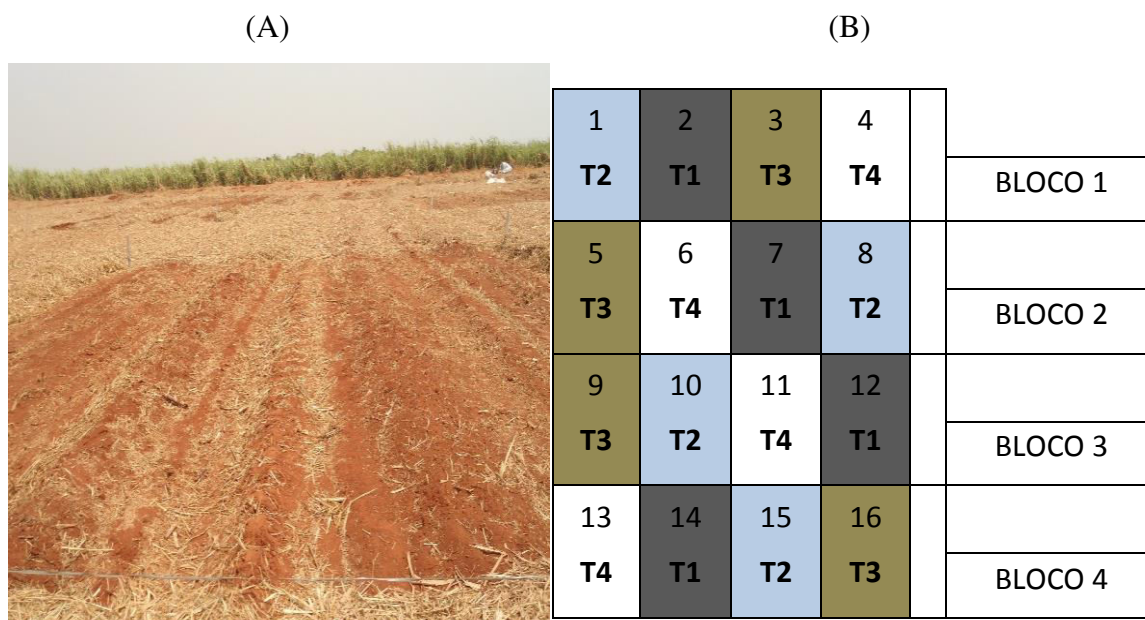 (A)
(B)
1 2 3 4
T2 T1 T3 T4
BLOCO 1
5 6 7 8
T3 T4 T1 T2
BLOCO 2
9 10 11 12
T3 T2 T4 T1
BLOCO 3
13 14 15 16
T4 T1 T2 T3
BLOCO 4